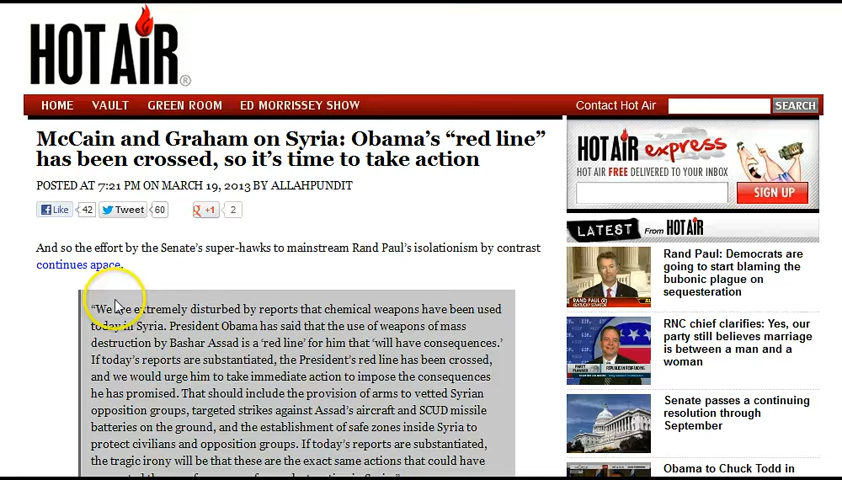 HOT AIR®
HOME VAULT GREEN ROOM ED MORRISSEY SHOW
Contact Hot Air SEARCH
McCain and Graham on Syria: Obama's “red line”
has been crossed, so it's time to take action
POSTED AT 7:21 PM ON MARCH 19, 2013 BY ALLAHPUNDIT
Like 42 Tweet 60 g +1 2
And so the effort by the Senate's super-hawks to mainstream Rand Paul's isolationism by contrast
continues apace.
“We are extremely disturbed by reports that chemical weapons have been used
today in Syria. President Obama has said that the use of weapons of mass
destruction by Bashar Assad is a ‘red line’ for him that ‘will have consequences.’
If today's reports are substantiated, the President's red line has been crossed,
and we would urge him to take immediate action to impose the consequences
he has promised. That should include the provision of arms to vetted Syrian
opposition groups, targeted strikes against Assad's aircraft and SCUD missile
batteries on the ground, and the establishment of safe zones inside Syria to
protect civilians and opposition groups. If today's reports are substantiated,
the tragic irony will be that these are the exact same actions that could have
HOT AIR express
HOT AIR FREE DELIVERED TO YOUR INBOX
SIGN UP
LATEST From HOT AIR
Rand Paul: Democrats are
going to start blaming the
bubonic plague on
sequestration
RNC chief clarifies: Yes, our
party still believes marriage
is between a man and a
woman
Senate passes a continuing
resolution through
September
Obama to Chuck Todd in